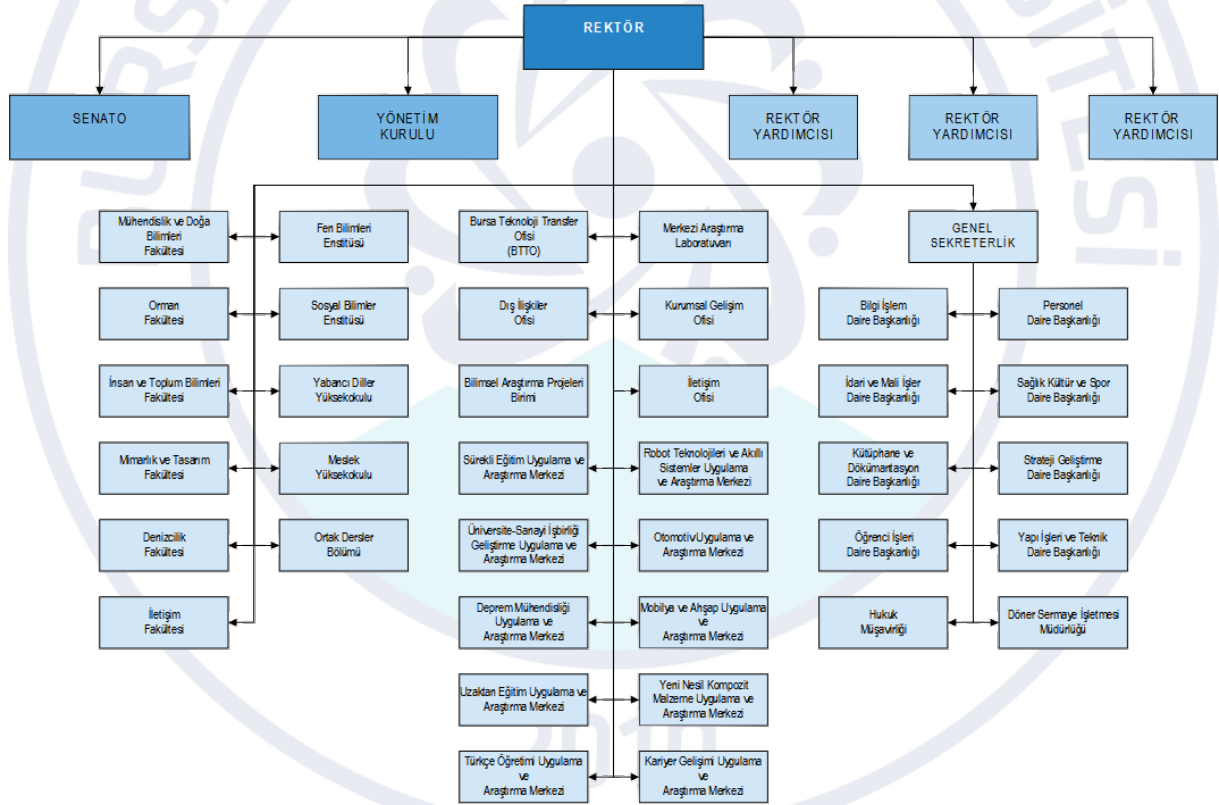 REKTÖR
SENATO
YÖNETİM
KURULU
REKTÖR
YARDIMCISI
REKTÖR
YARDIMCISI
REKTÖR
YARDIMCISI
Mühendislik ve Doğa
Bilimleri
Fakültesi
Fen Bilimleri
Enstitüsü
Orman
Fakültesi
Sosyal Bilimler
Enstitüsü
İnsan ve Toplum Bilimleri
Fakültesi
Yabancı Diller
Yüksekokulu
Mimarlık ve Tasarım
Fakültesi
Meslek
Yüksekokulu
Denizcilik
Fakültesi
Ortak Dersler
Bölümü
İletişim
Fakültesi
Bursa Teknoloji Transfer
Ofisi
(BTTO)
Merkezi Araştırma
Laboratuvarı
Dış İlişkiler
Ofisi
Kurumsal Gelişim
Ofisi
Bilimsel Araştırma Projeleri
Birimi
İletişim
Ofisi
Sürekli Eğitim Uygulama ve
Araştırma Merkezi
Robot Teknolojileri ve Akıllı
Sistemler Uygulama
ve Araştırma Merkezi
Üniversite-Sanayi İşbirliği
Geliştirme Uygulama ve
Araştırma Merkezi
Otomotiv Uygulama ve
Araştırma Merkezi
Deprem Mühendisliği
Uygulama ve
Araştırma Merkezi
Mobilya ve Ahşap Uygulama
ve
Araştırma Merkezi
Uzaktan Eğitim Uygulama ve
Araştırma Merkezi
Yeni Nesil Kompozit
Malzeme Uygulama ve
Araştırma Merkezi
Türkçe Öğretimi Uygulama
ve
Araştırma Merkezi
Kariyer Gelişimi Uygulama
ve
Araştırma Merkezi
GENEL
SEKRETERLİK
Bilgi İşlem
Daire Başkanlığı
Personel
Daire Başkanlığı
İdari ve Mali İşler
Daire Başkanlığı
Sağlık Kültür ve Spor
Daire Başkanlığı
Kütüphane ve
Dökümantasyon
Daire Başkanlığı
Strateji Geliştirme
Daire Başkanlığı
Öğrenci İşleri
Daire Başkanlığı
Yapı İşleri ve Teknik
Daire Başkanlığı
Hukuk
Müşavirliği
Döner Sermaye İşletmesi
Müdürlüğü